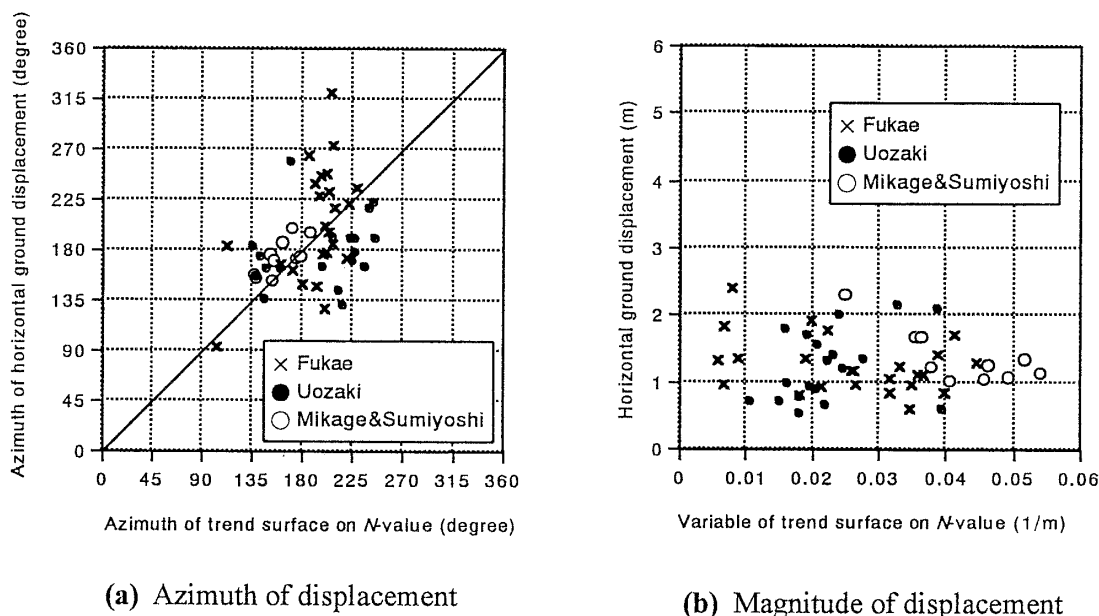 Azimuth of horizontal ground displacement (degree)
360
315
270
225
180
135
90
45
0
0 45 90 135 180 225 270 315 360
Fukae
Uozaki
Mikage&Sumiyoshi
Azimuth of trend surface on N-value (degree)
(a) Azimuth of displacement
Horizontal ground displacement (m)
6
5
4
3
2
1
0
0 0.01 0.02 0.03 0.04 0.05 0.06
Fukae
Uozaki
Mikage&Sumiyoshi
Variable of trend surface on N-value (1/m)
(b) Magnitude of displacement